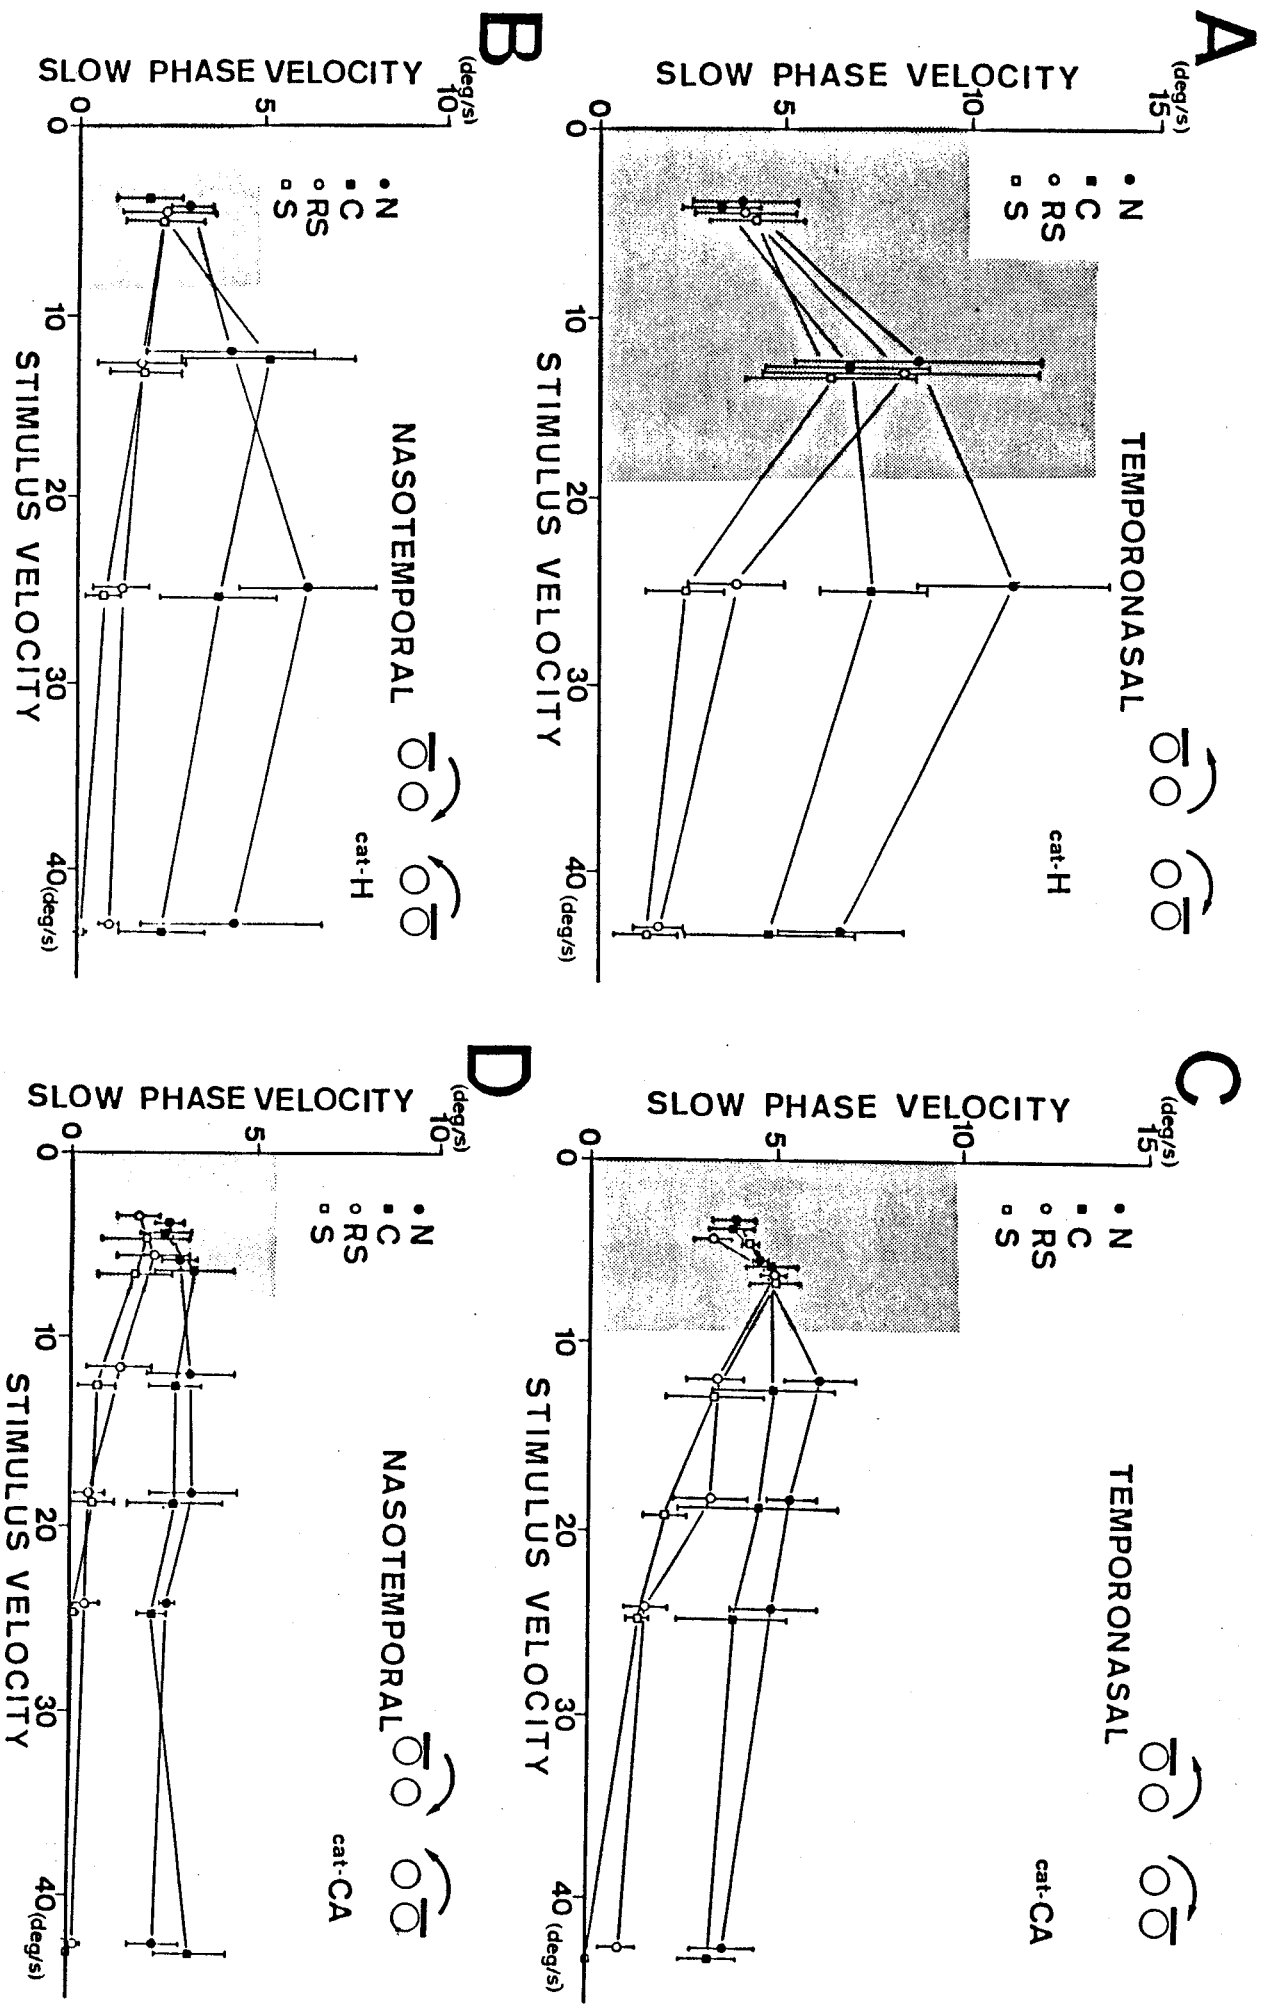 A
SLOW PHASE VELOCITY
(deg/s)
15
10
5
0
N
C
RS
S
TEMPORONASAL
cat-H
0
10
20
30
40 (deg/s)
STIMULUS VELOCITY
B
SLOW PHASE VELOCITY
(deg/s)
10
5
0
N
C
RS
S
NASOTEMPORAL
cat-H
0
10
20
30
40 (deg/s)
STIMULUS VELOCITY
C
SLOW PHASE VELOCITY
(deg/s)
15
10
5
0
N
C
RS
S
TEMPORONASAL
cat-CA
0
10
20
30
40 (deg/s)
STIMULUS VELOCITY
D
SLOW PHASE VELOCITY
(deg/s)
10
5
0
N
C
RS
S
NASOTEMPORAL
cat-CA
0
10
20
30
40 (deg/s)
STIMULUS VELOCITY